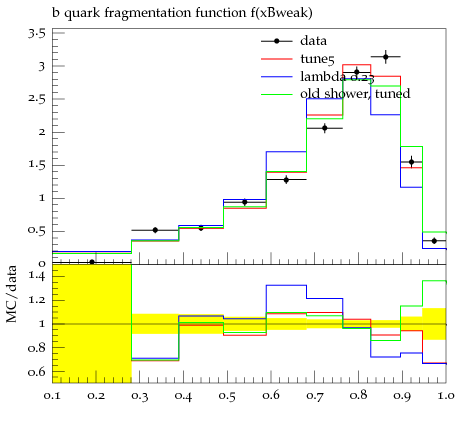 b quark fragmentation function f(xBweak)
3.5
3
2.5
2
1.5
1
0.5
0
data
tune5
lambda 0.23
old shower, tuned
MC/data
1.4
1.2
1
0.8
0.6
0.1 0.2 0.3 0.4 0.5 0.6 0.7 0.8 0.9 1.0